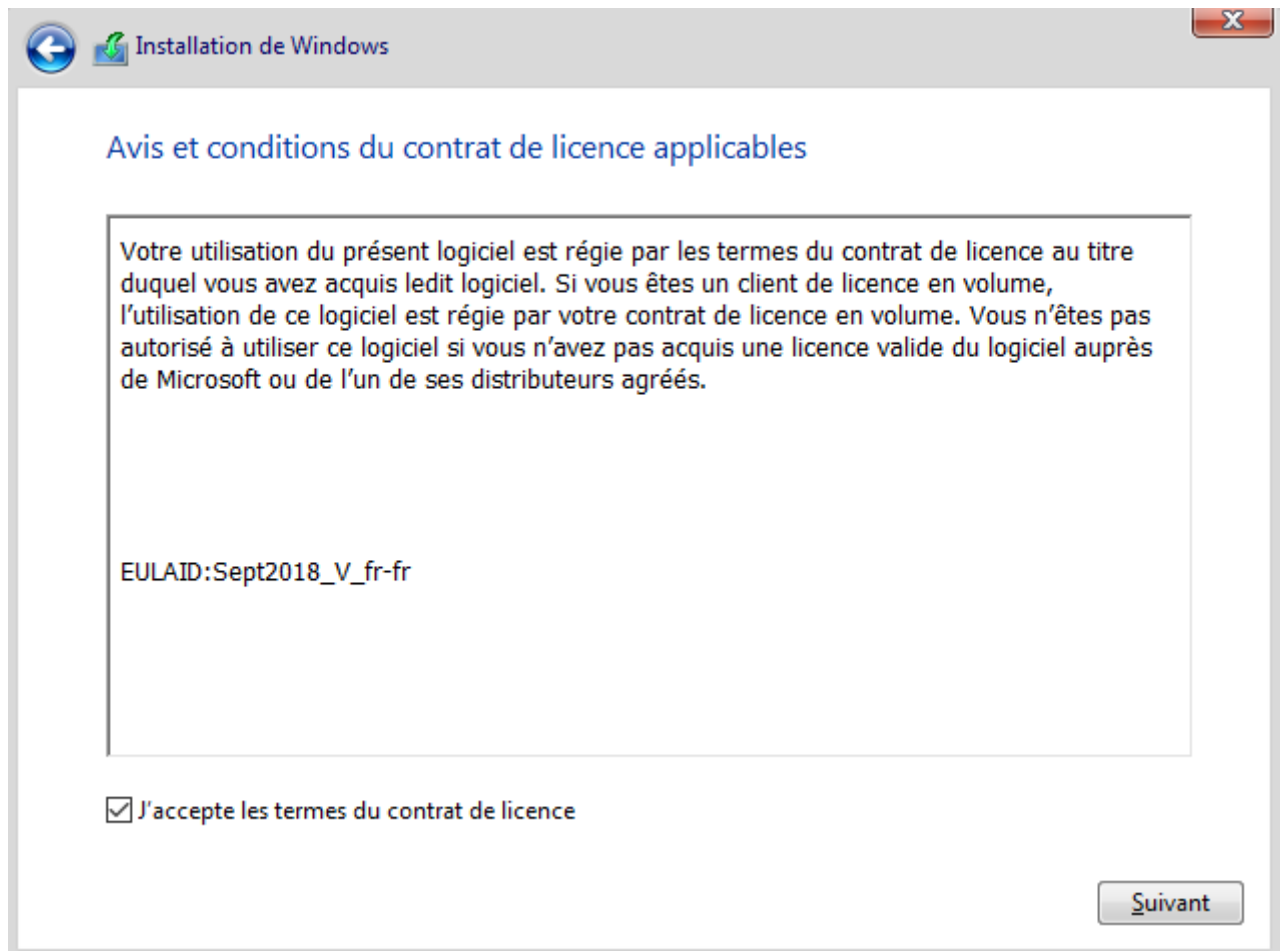 Installation de Windows
Avis et conditions du contrat de licence applicables
Votre utilisation du présent logiciel est régie par les termes du contrat de licence au titre
duquel vous avez acquis ledit logiciel. Si vous êtes un client de licence en volume,
l’utilisation de ce logiciel est régie par votre contrat de licence en volume. Vous n’êtes pas
autorisé à utiliser ce logiciel si vous n’avez pas acquis une licence valide du logiciel auprès
de Microsoft ou de l’un de ses distributeurs agréés.
EULAID:Sept2018_V_fr-fr
J'accepte les termes du contrat de licence
Suivant